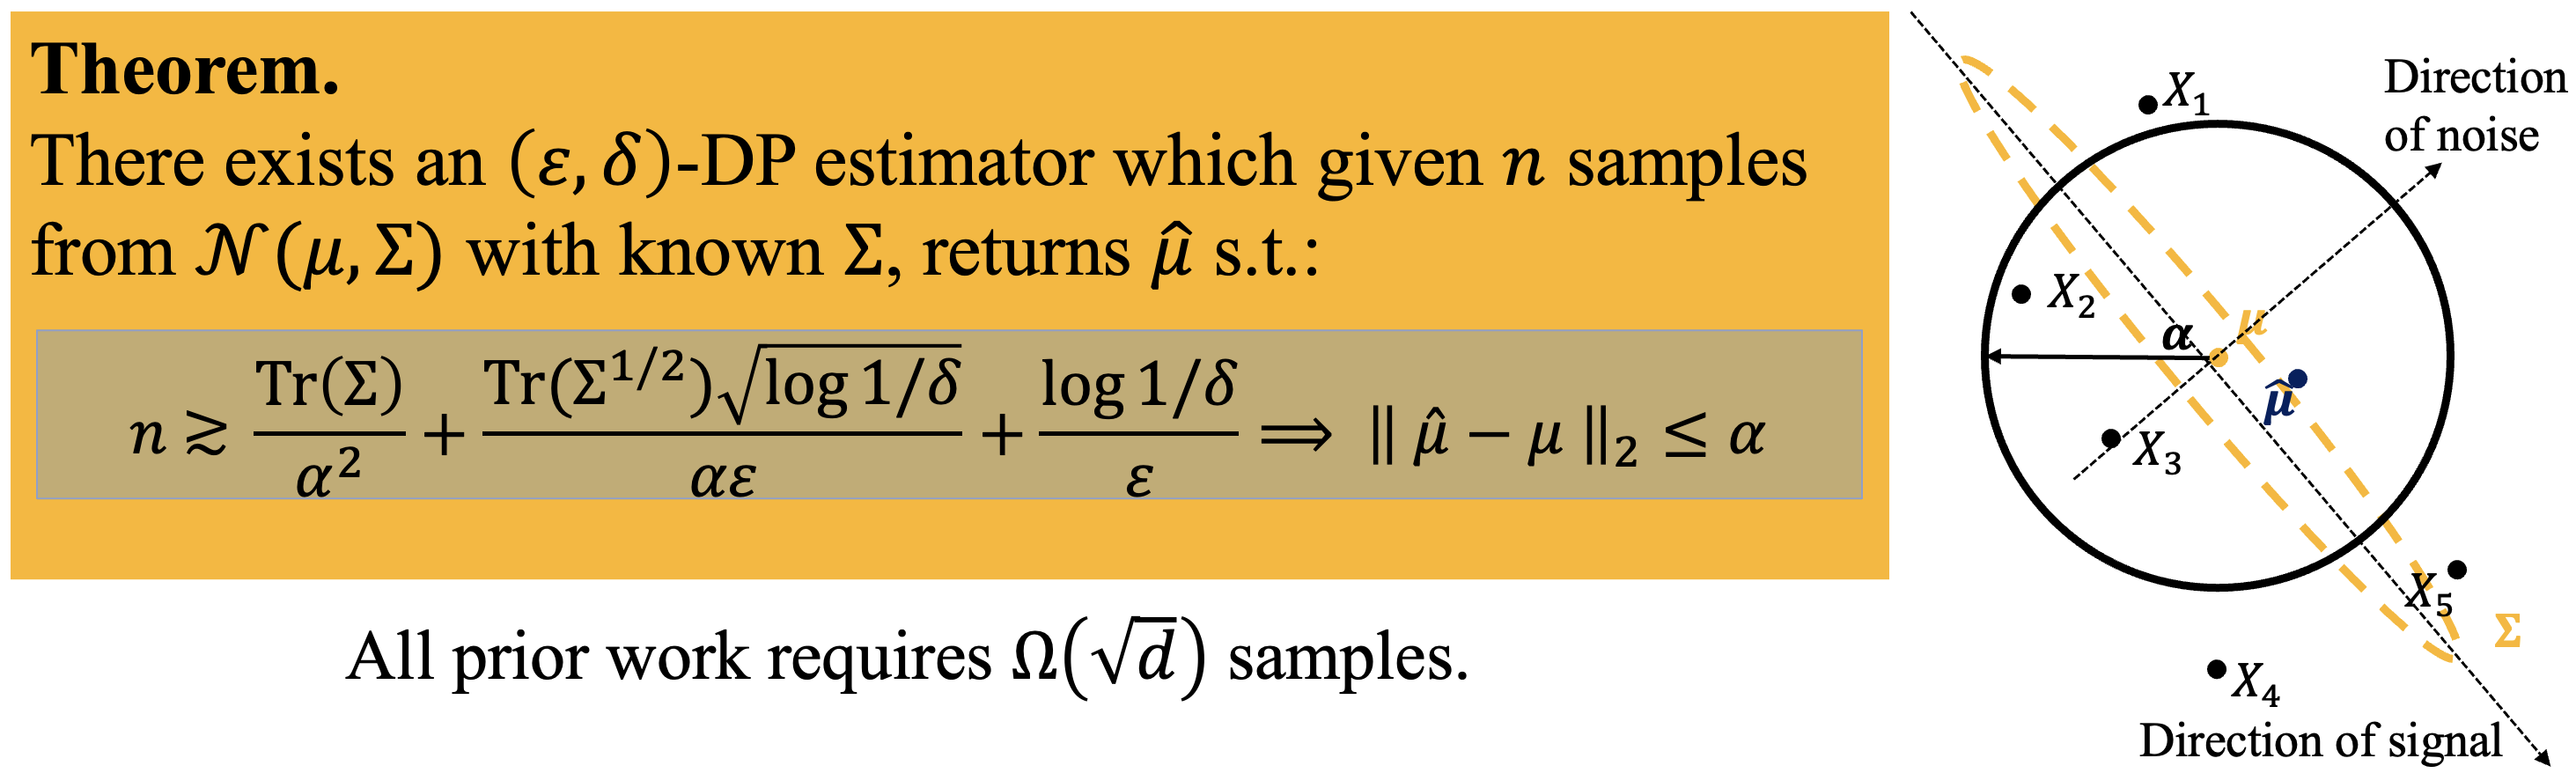 Theorem.
There exists an (ε, δ)-DP estimator which given n samples
from 𝒩(μ, Σ) with known Σ, returns μ̂ s.t.:
n ≳ Tr(Σ)/α² + Tr(Σ^{1/2})√(log 1/δ)/(αε) + (log 1/δ)/ε ⟹ ‖ μ̂ − μ ‖₂ ≤ α
All prior work requires Ω(√d) samples.
X₁
Direction
of noise
X₂
α
μ
μ̂
X₃
X₅
Σ
X₄
Direction of signal